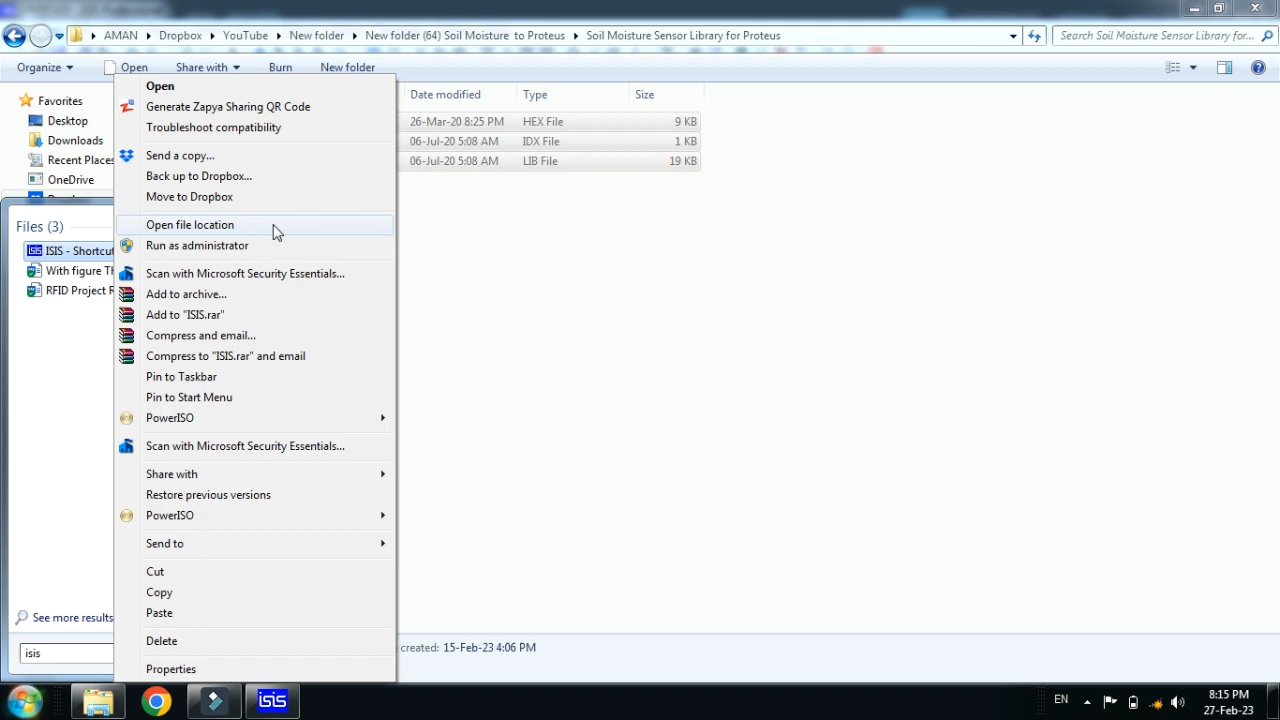 AMAN
Dropbox
YouTube
New folder
New folder (64) Soil Moisture to Proteus
Soil Moisture Sensor Library for Proteus
Search Soil Moisture Sensor Library for...
Organize
Open
Share with
Burn
New folder
Favorites
Desktop
Downloads
Recent Places
OneDrive
Date modified
Type
Size
26-Mar-20 8:25 PM
HEX File
9 KB
06-Jul-20 5:08 AM
IDX File
1 KB
06-Jul-20 5:08 AM
LIB File
19 KB
Files (3)
ISIS - Shortcut
With figure
RFID Project
See more results
isis
Open
Generate Zapya Sharing QR Code
Troubleshoot compatibility
Send a copy...
Back up to Dropbox...
Move to Dropbox
Open file location
Run as administrator
Scan with Microsoft Security Essentials...
Add to archive...
Add to "ISIS.rar"
Compress and email...
Compress to "ISIS.rar" and email
Pin to Taskbar
Pin to Start Menu
PowerISO
Scan with Microsoft Security Essentials...
Share with
Restore previous versions
PowerISO
Send to
Cut
Copy
Paste
Delete
Properties
created: 15-Feb-23 4:06 PM
isis
EN
8:15 PM
27-Feb-23